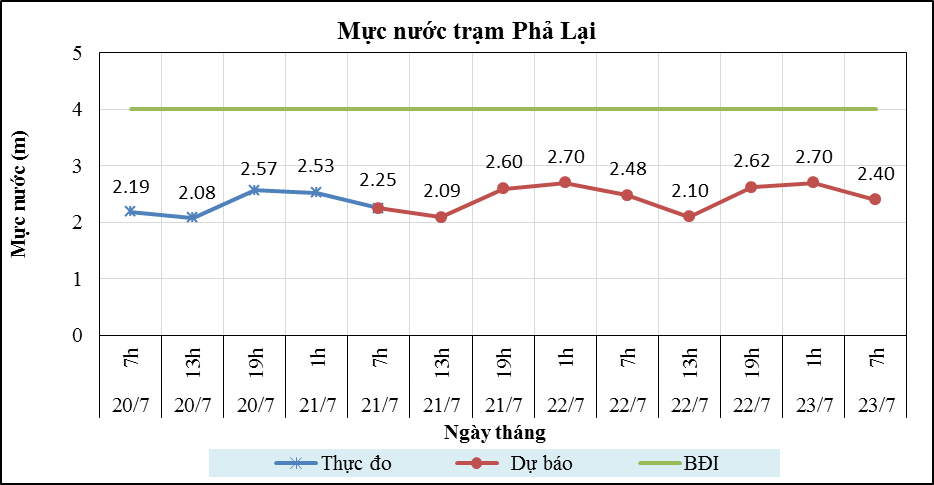 Mực nước trạm Phả Lại
Mực nước (m)
5
4
3
2
1
0
2.19 2.08 2.57 2.53 2.25 2.09 2.60 2.70 2.48 2.10 2.62 2.70 2.40
7h 13h 19h 1h 7h 13h 19h 1h 7h 13h 19h 1h 7h
20/7 20/7 20/7 21/7 21/7 21/7 21/7 22/7 22/7 22/7 22/7 23/7 23/7
Ngày tháng
Thực đo Dự báo BĐI